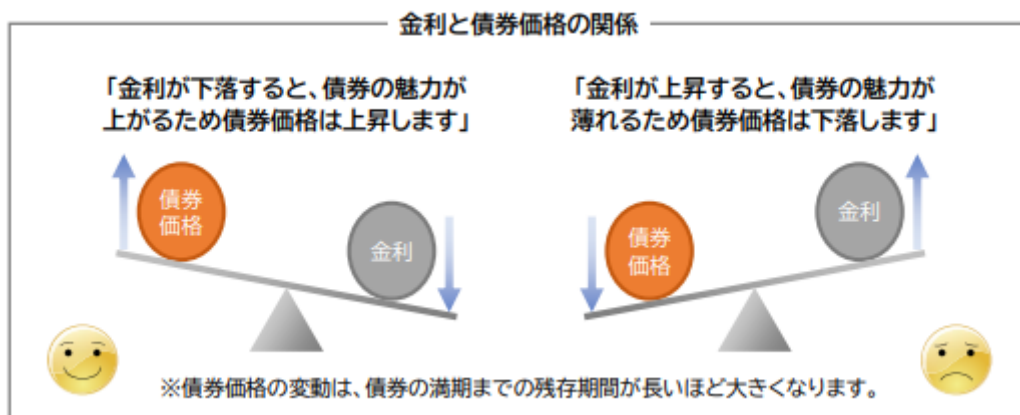 金利と債券価格の関係
「金利が下落すると、債券の魅力が
上がるため債券価格は上昇します」
債券
価格
金利
「金利が上昇すると、債券の魅力が
薄れるため債券価格は下落します」
債券
価格
金利
※債券価格の変動は、債券の満期までの残存期間が長いほど大きくなります。